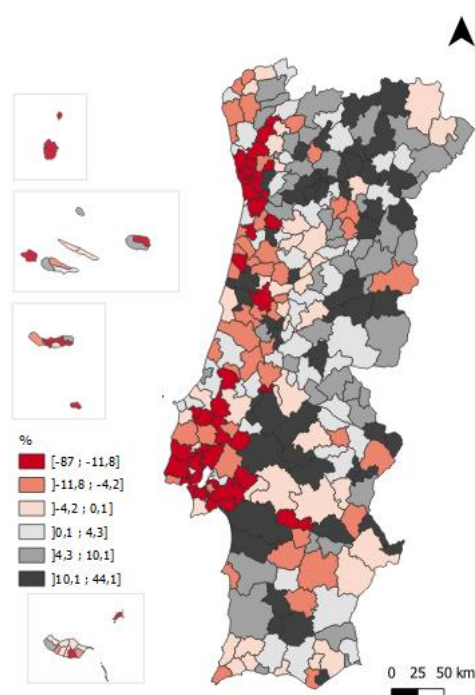 %
[-87 ; -11,8]
]-11,8 ; -4,2]
]-4,2 ; 0,1]
]0,1 ; 4,3]
]4,3 ; 10,1]
]10,1 ; 44,1]
0 25 50 km